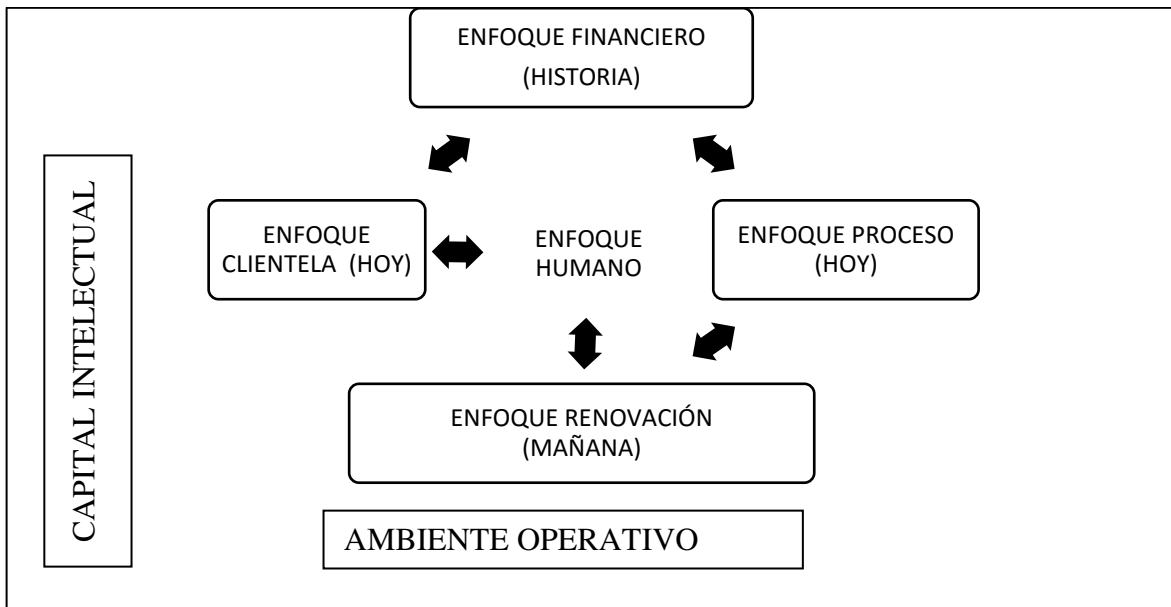 ENFOQUE FINANCIERO
(HISTORIA)
CAPITAL INTELECTUAL
ENFOQUE
CLIENTELA (HOY)
ENFOQUE
HUMANO
ENFOQUE PROCESO
(HOY)
ENFOQUE RENOVACIÓN
(MAÑANA)
AMBIENTE OPERATIVO